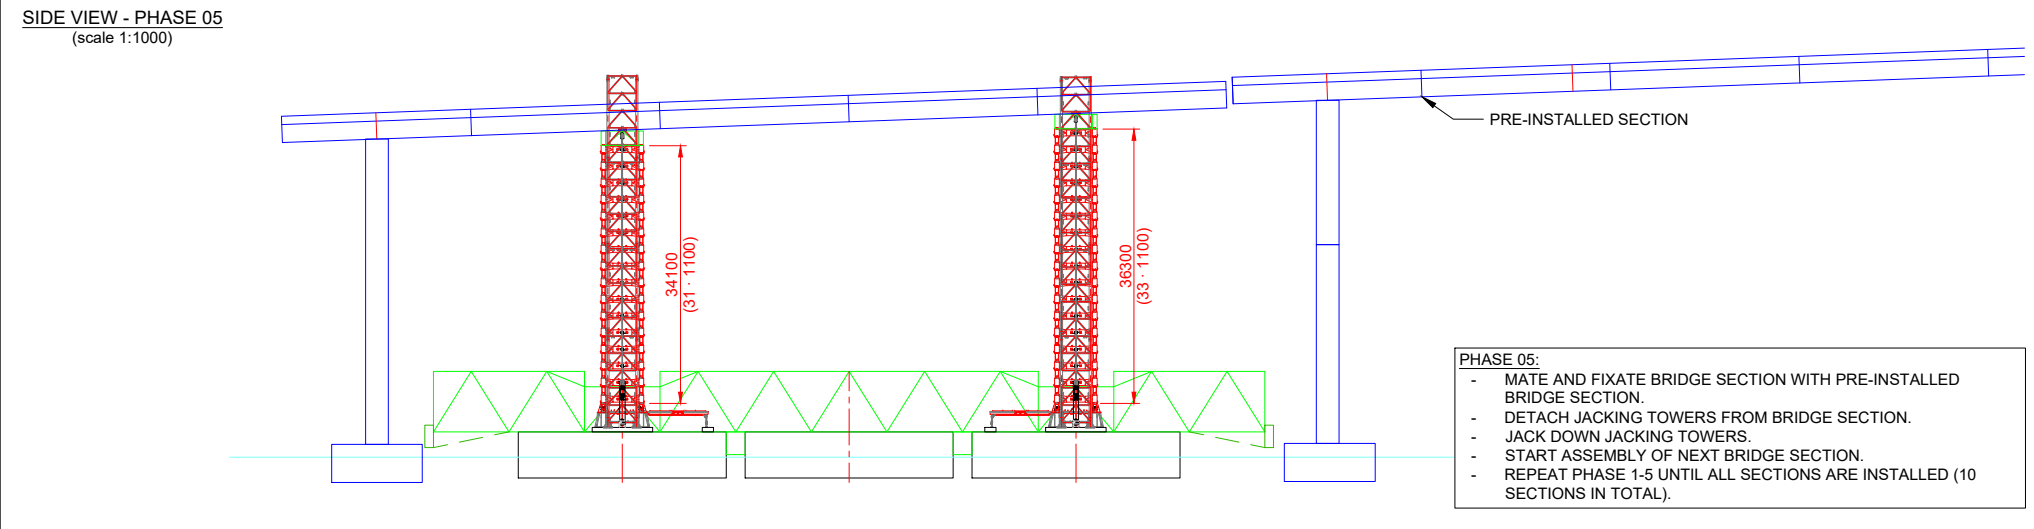 SIDE VIEW - PHASE 05
(scale 1:1000)
PRE-INSTALLED SECTION
34100
(31 · 1100)
36300
(33 · 1100)
PHASE 05:
- MATE AND FIXATE BRIDGE SECTION WITH PRE-INSTALLED
BRIDGE SECTION.
- DETACH JACKING TOWERS FROM BRIDGE SECTION.
- JACK DOWN JACKING TOWERS.
- START ASSEMBLY OF NEXT BRIDGE SECTION.
- REPEAT PHASE 1-5 UNTIL ALL SECTIONS ARE INSTALLED (10
SECTIONS IN TOTAL).